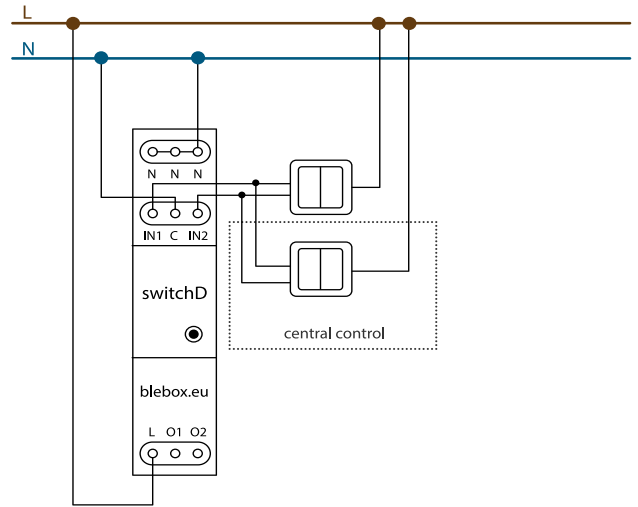 L
N
N N N
IN1 C IN2
switchD
central control
blebox.eu
L O1 O2